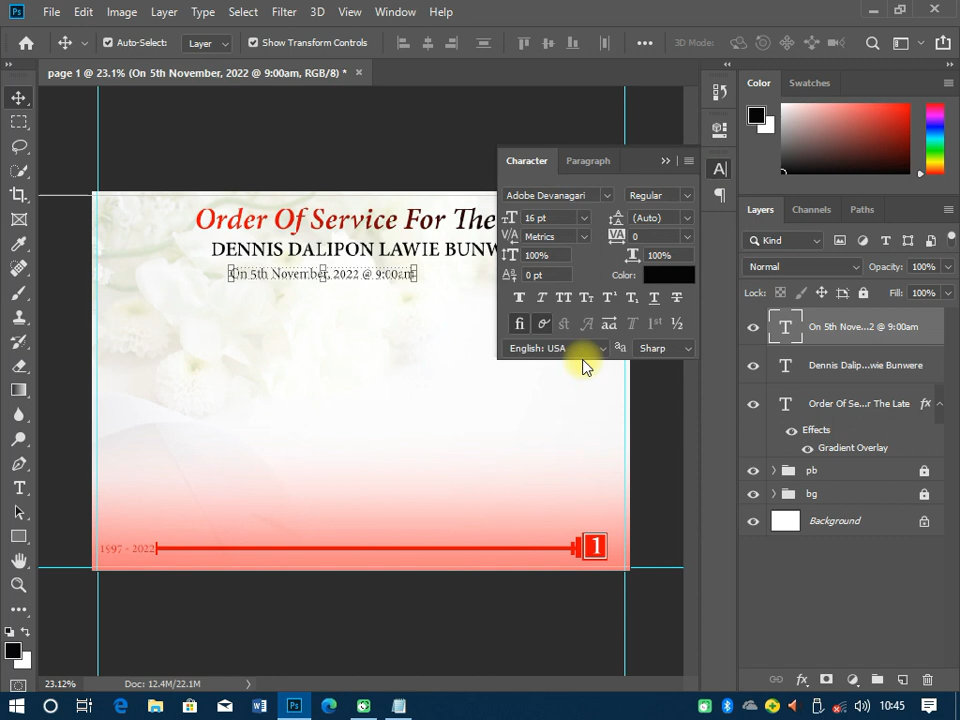 File Edit Image Layer Type Select Filter 3D View Window Help
Auto-Select: Layer Show Transform Controls 3D Mode:
page 1 @ 23.1% (On 5th November, 2022 @ 9:00am, RGB/8) *
Order Of Service For The
DENNIS DALIPON LAWIE BUNW
On 5th November, 2022 @ 9:00am
1997 - 2022
1
Character Paragraph
Adobe Devanagari Regular
16 pt (Auto)
Metrics 0
100% 100%
0 pt Color:
English: USA Sharp
Color Swatches
Layers Channels Paths
Kind
Normal Opacity: 100%
Lock: Fill: 100%
On 5th Nove...2 @ 9:00am
Dennis Dalip...wie Bunwere
Order Of Se...r The Late fx
Effects
Gradient Overlay
pb
bg
Background
23.12% Doc: 12.4M/22.1M
10:45